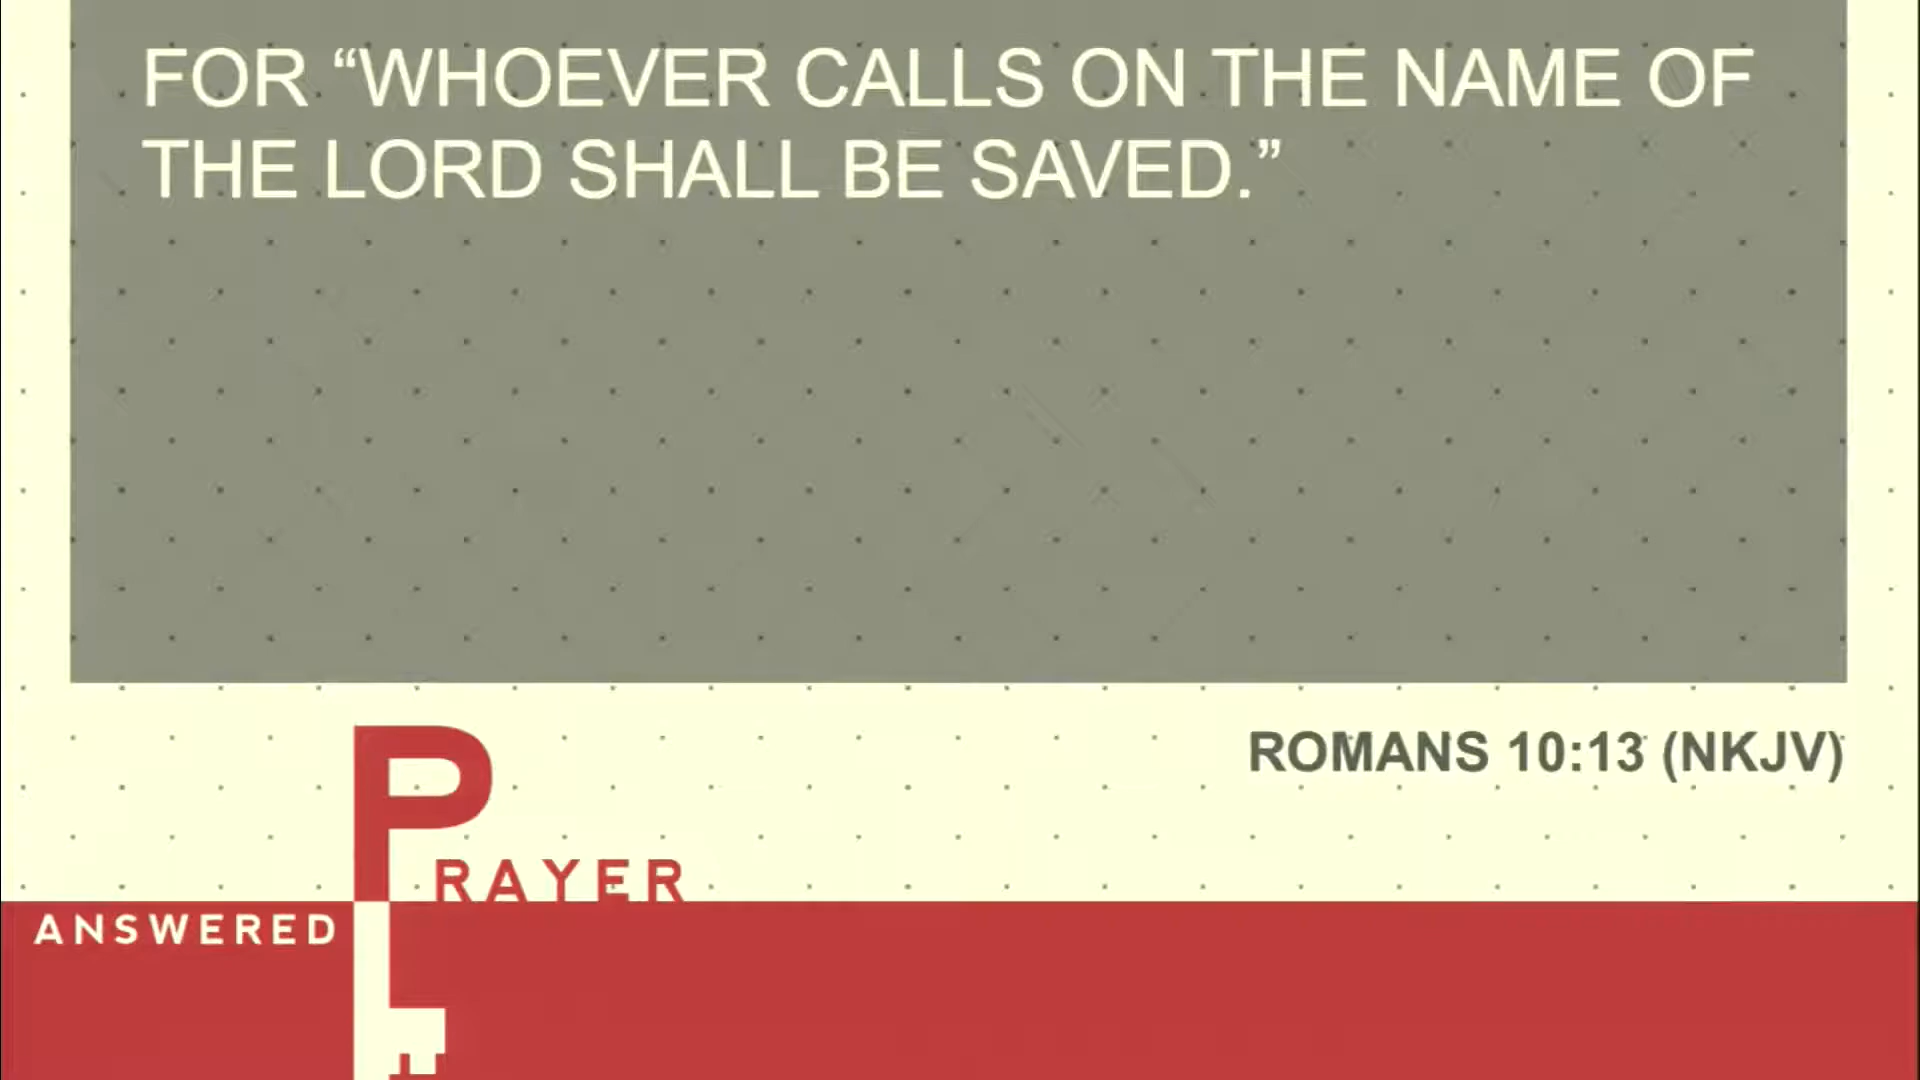 FOR “WHOEVER CALLS ON THE NAME OF
THE LORD SHALL BE SAVED.”
ROMANS 10:13 (NKJV)
ANSWERED
PRAYER